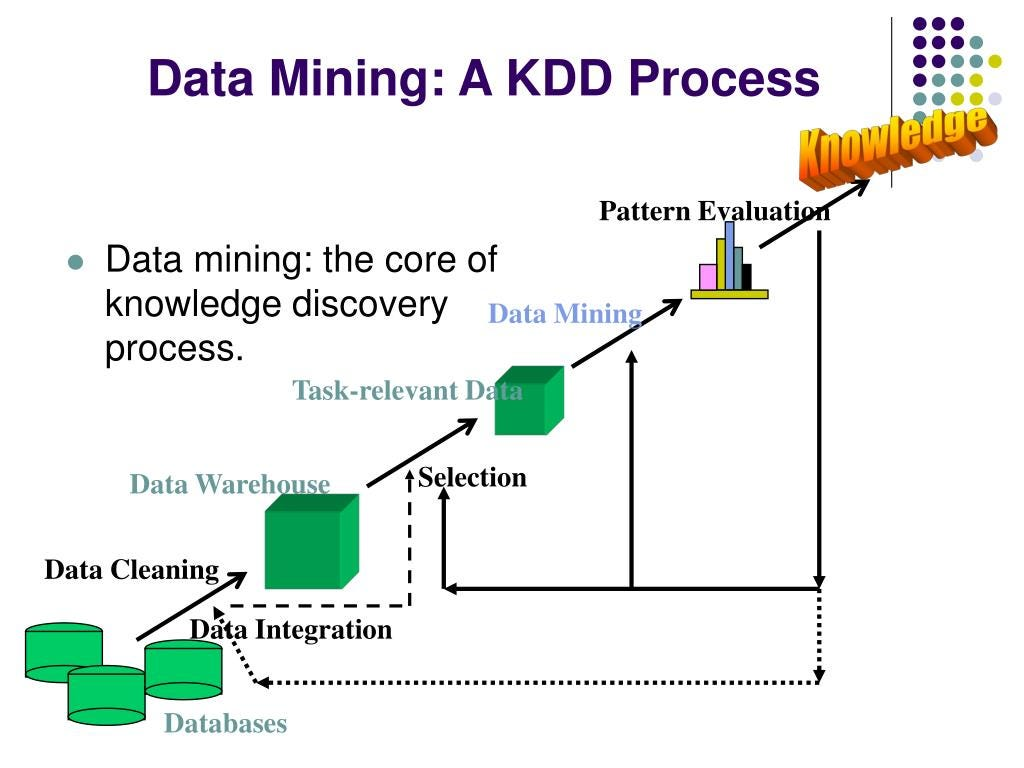 Data Mining: A KDD Process
Knowledge
Pattern Evaluation
Data mining: the core of
knowledge discovery
process.
Data Mining
Task-relevant Data
Selection
Data Warehouse
Data Cleaning
Data Integration
Databases